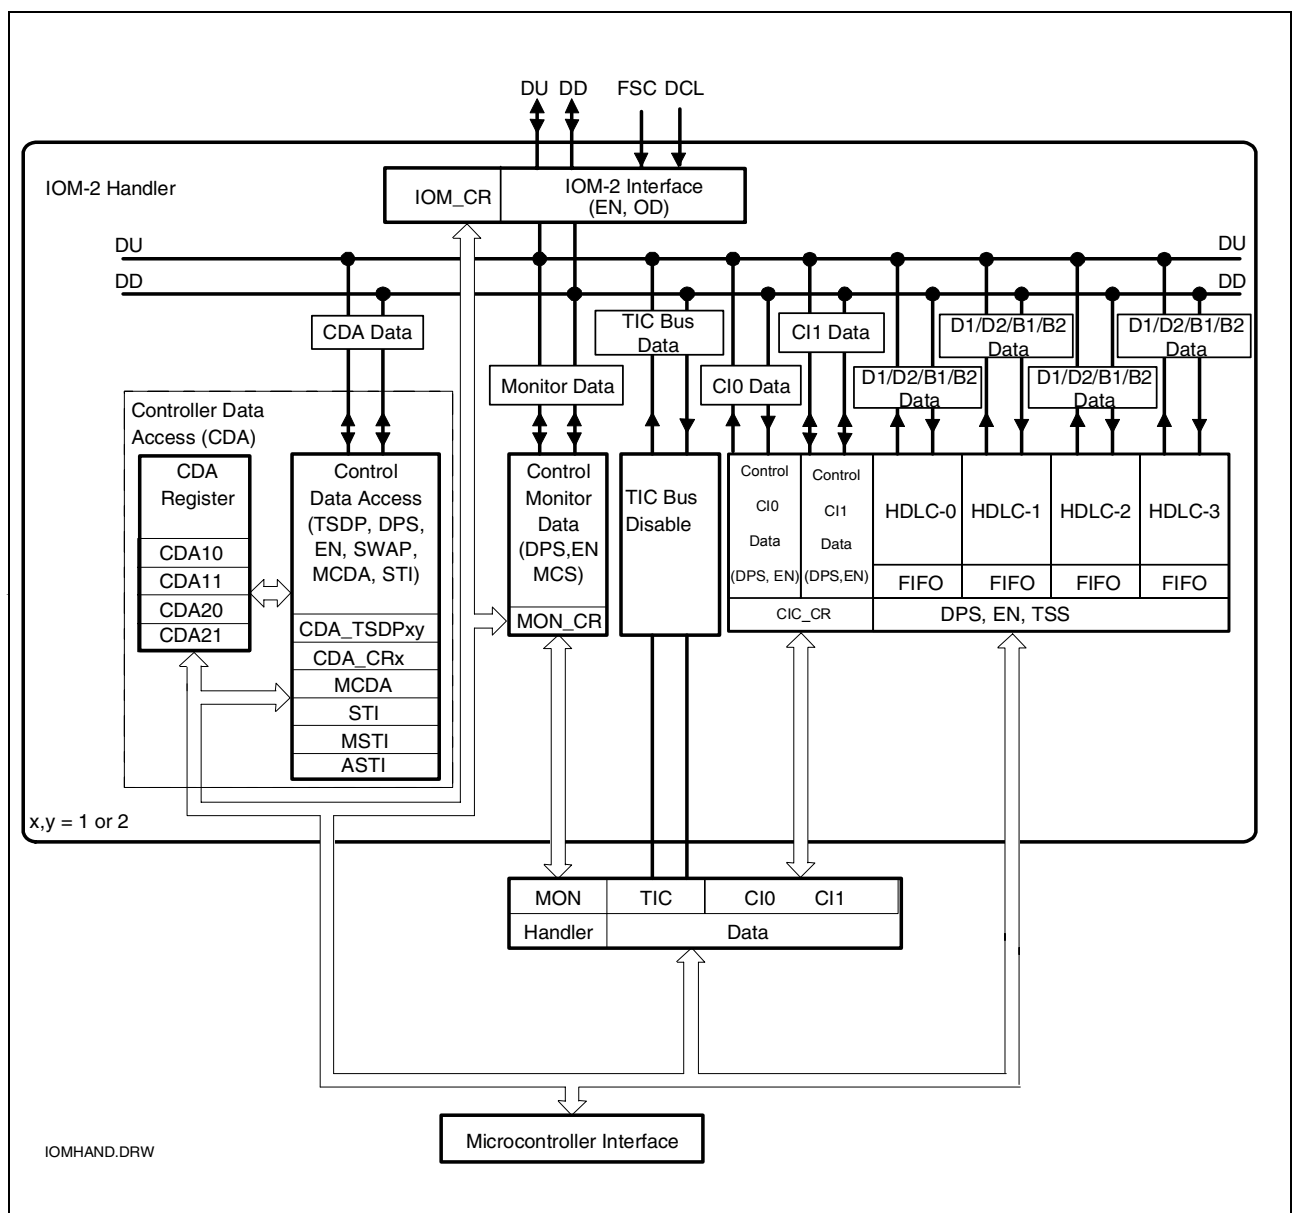 DU DD FSC DCL
IOM-2 Handler
IOM_CR
IOM-2 Interface
(EN, OD)
DU
DU
DD
DD
CDA Data
TIC Bus
Data
CI1 Data
D1/D2/B1/B2
Data
D1/D2/B1/B2
Data
Monitor Data
CI0 Data
D1/D2/B1/B2
Data
D1/D2/B1/B2
Data
Controller Data
Access (CDA)
CDA
Register
CDA10
CDA11
CDA20
CDA21
Control
Data Access
(TSDP, DPS,
EN, SWAP,
MCDA, STI)
CDA_TSDPxy
CDA_CRx
MCDA
STI
MSTI
ASTI
Control
Monitor
Data
(DPS,EN
MCS)
MON_CR
TIC Bus
Disable
Control
CI0
Data
(DPS, EN)
Control
CI1
Data
(DPS,EN)
CIC_CR
HDLC-0
HDLC-1
HDLC-2
HDLC-3
FIFO
FIFO
FIFO
FIFO
DPS, EN, TSS
x,y = 1 or 2
MON
TIC
CI0 CI1
Handler
Data
Microcontroller Interface
IOMHAND.DRW